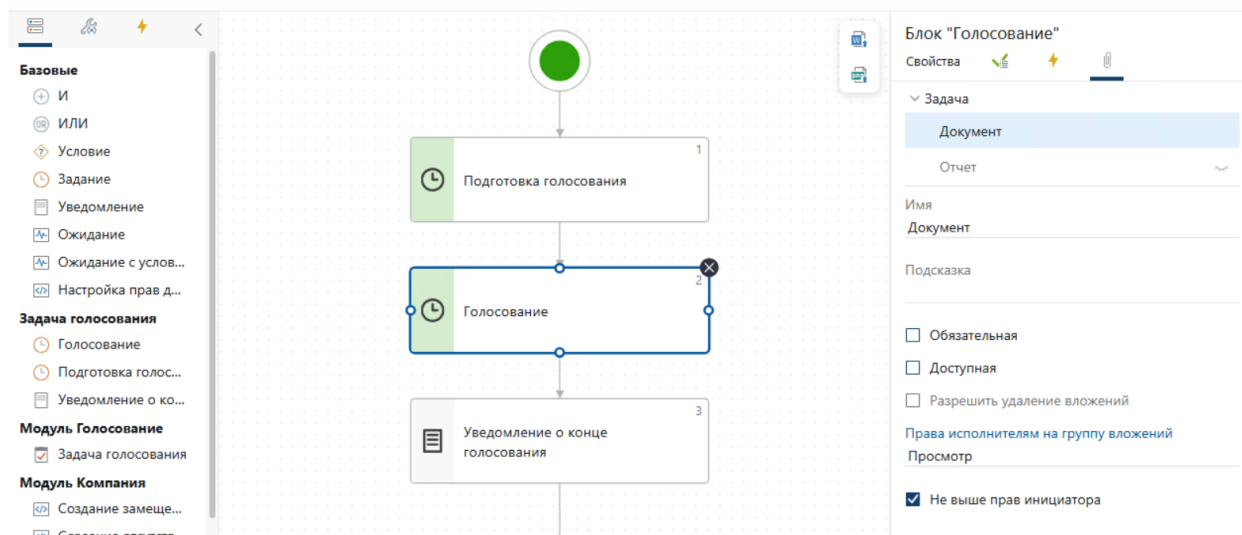 Базовые
И
OR
ИЛИ
?
Условие
Задание
Уведомление
Ожидание
Ожидание с услов...
Настройка прав д...
Задача голосования
Голосование
Подготовка голос...
Уведомление о ко...
Модуль Голосование
Задача голосования
Модуль Компания
Создание замеще...
1
Подготовка голосования
2
Голосование
3
Уведомление о конце
голосования
W
Блок "Голосование"
Свойства
Задача
Документ
Отчет
Имя
Документ
Подсказка
Обязательная
Доступная
Разрешить удаление вложений
Права исполнителям на группу вложений
Просмотр
Не выше прав инициатора